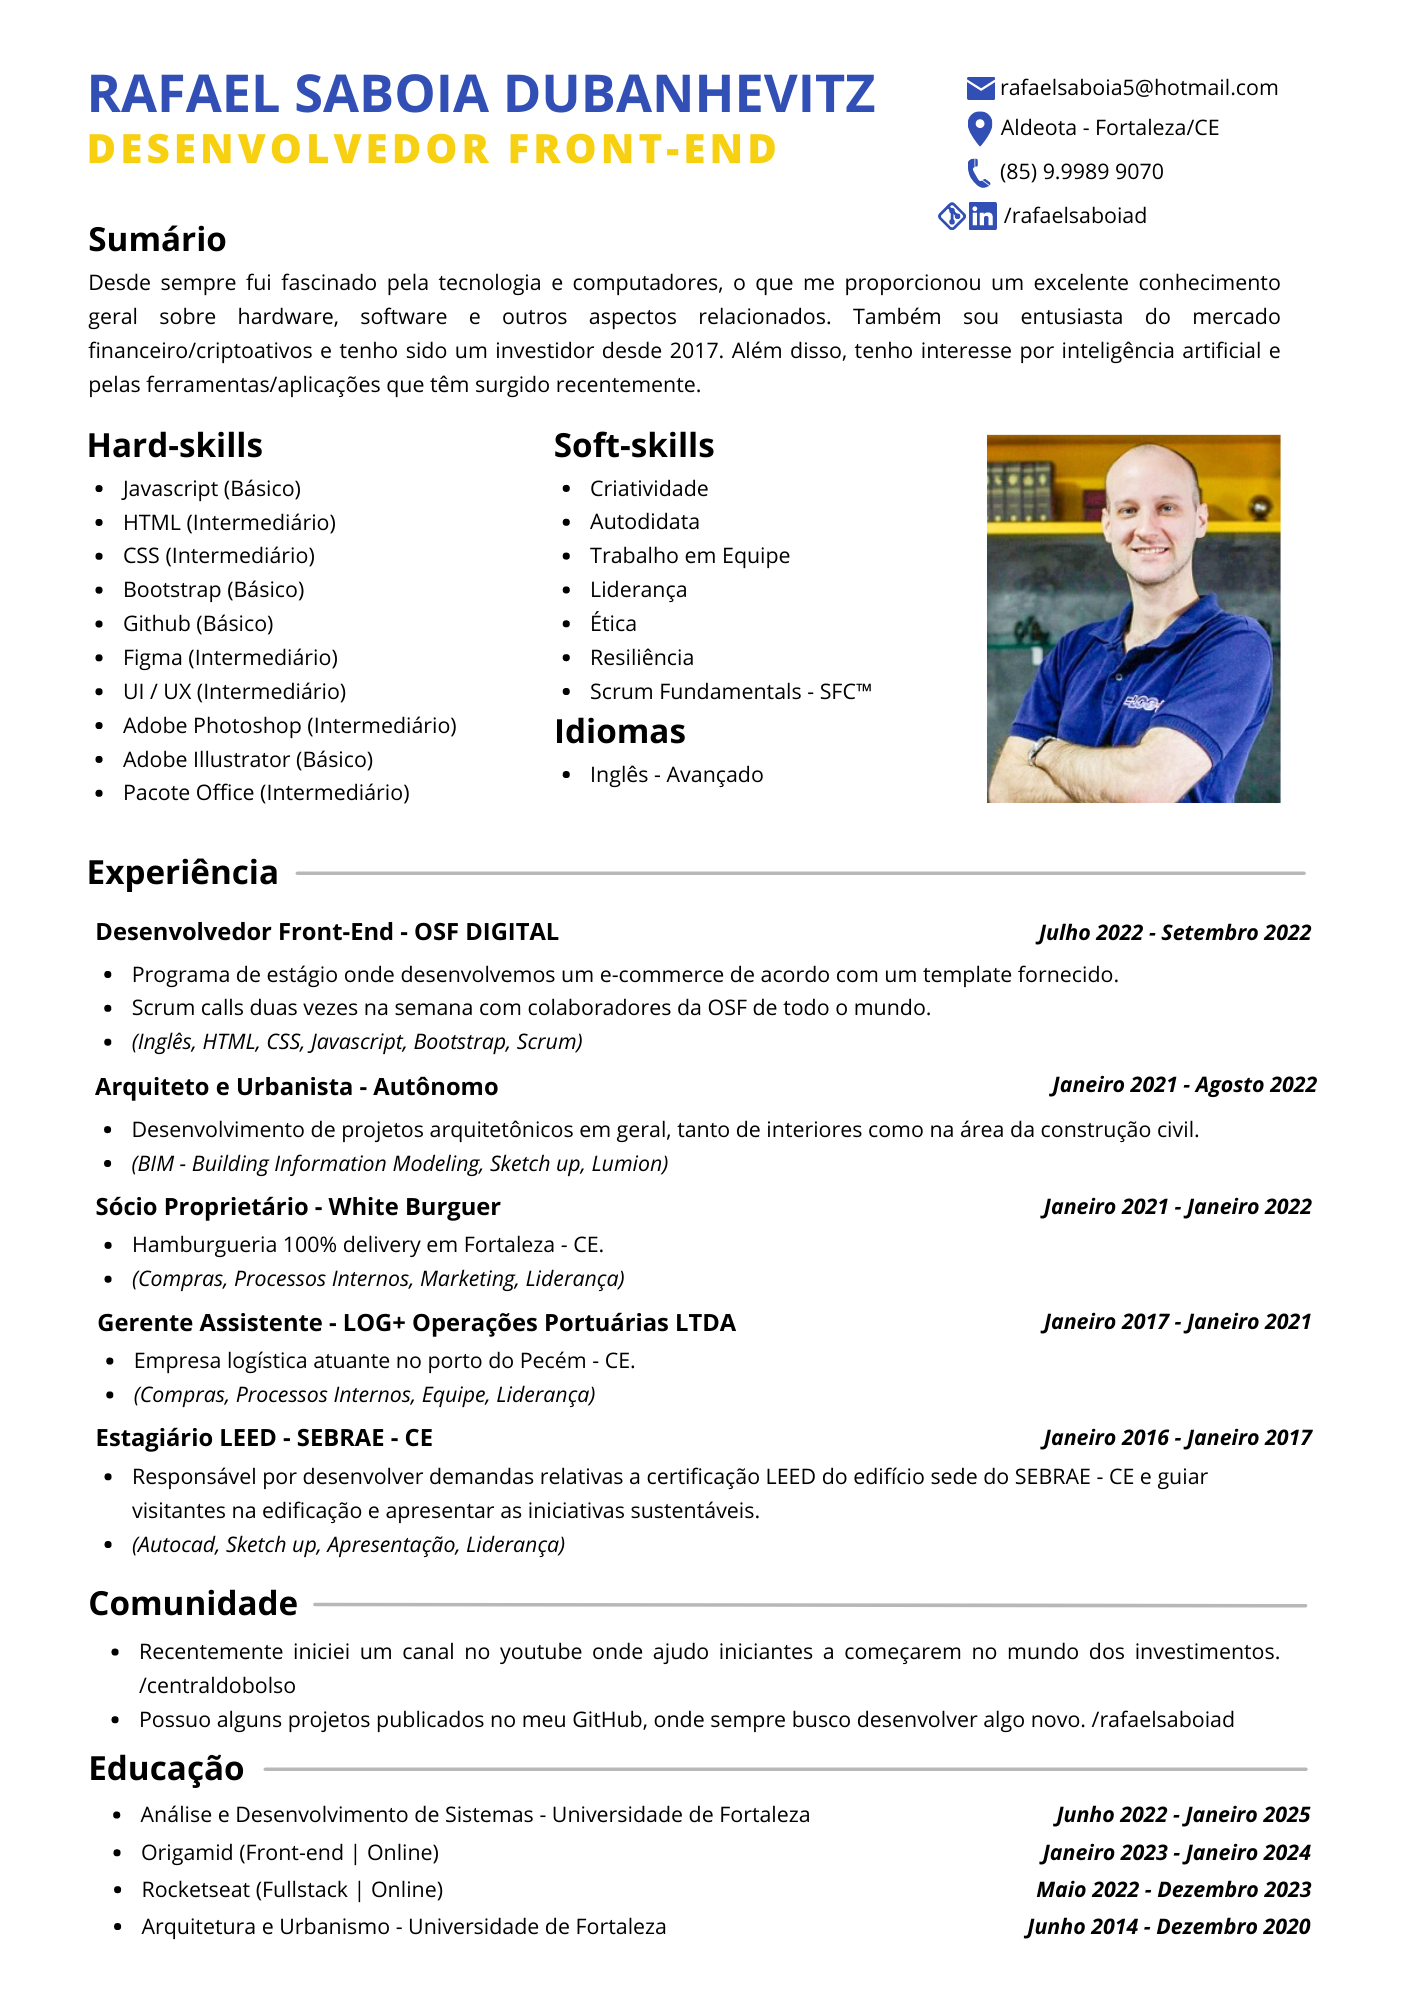 RAFAEL SABOIA DUBANHEVITZ
DESENVOLVEDOR FRONT-END
rafaelsaboia5@hotmail.com
Aldeota - Fortaleza/CE
(85) 9.9989 9070
in /rafaelsaboiad
Sumário
Desde sempre fui fascinado pela tecnologia e computadores, o que me proporcionou um excelente conhecimento
geral sobre hardware, software e outros aspectos relacionados. Também sou entusiasta do mercado
financeiro/criptoativos e tenho sido um investidor desde 2017. Além disso, tenho interesse por inteligência artificial e
pelas ferramentas/aplicações que têm surgido recentemente.
Hard-skills
• Javascript (Básico)
• HTML (Intermediário)
• CSS (Intermediário)
• Bootstrap (Básico)
• Github (Básico)
• Figma (Intermediário)
• UI / UX (Intermediário)
• Adobe Photoshop (Intermediário)
• Adobe Illustrator (Básico)
• Pacote Office (Intermediário)
Soft-skills
• Criatividade
• Autodidata
• Trabalho em Equipe
• Liderança
• Ética
• Resiliência
• Scrum Fundamentals - SFC™
Idiomas
• Inglês - Avançado
Experiência
Desenvolvedor Front-End - OSF DIGITAL Julho 2022 - Setembro 2022
• Programa de estágio onde desenvolvemos um e-commerce de acordo com um template fornecido.
• Scrum calls duas vezes na semana com colaboradores da OSF de todo o mundo.
• (Inglês, HTML, CSS, Javascript, Bootstrap, Scrum)
Arquiteto e Urbanista - Autônomo Janeiro 2021 - Agosto 2022
• Desenvolvimento de projetos arquitetônicos em geral, tanto de interiores como na área da construção civil.
• (BIM - Building Information Modeling, Sketch up, Lumion)
Sócio Proprietário - White Burguer Janeiro 2021 - Janeiro 2022
• Hamburgueria 100% delivery em Fortaleza - CE.
• (Compras, Processos Internos, Marketing, Liderança)
Gerente Assistente - LOG+ Operações Portuárias LTDA Janeiro 2017 - Janeiro 2021
• Empresa logística atuante no porto do Pecém - CE.
• (Compras, Processos Internos, Equipe, Liderança)
Estagiário LEED - SEBRAE - CE Janeiro 2016 - Janeiro 2017
• Responsável por desenvolver demandas relativas a certificação LEED do edifício sede do SEBRAE - CE e guiar
visitantes na edificação e apresentar as iniciativas sustentáveis.
• (Autocad, Sketch up, Apresentação, Liderança)
Comunidade
• Recentemente iniciei um canal no youtube onde ajudo iniciantes a começarem no mundo dos investimentos.
/centraldobolso
• Possuo alguns projetos publicados no meu GitHub, onde sempre busco desenvolver algo novo. /rafaelsaboiad
Educação
• Análise e Desenvolvimento de Sistemas - Universidade de Fortaleza Junho 2022 - Janeiro 2025
• Origamid (Front-end | Online) Janeiro 2023 - Janeiro 2024
• Rocketseat (Fullstack | Online) Maio 2022 - Dezembro 2023
• Arquitetura e Urbanismo - Universidade de Fortaleza Junho 2014 - Dezembro 2020